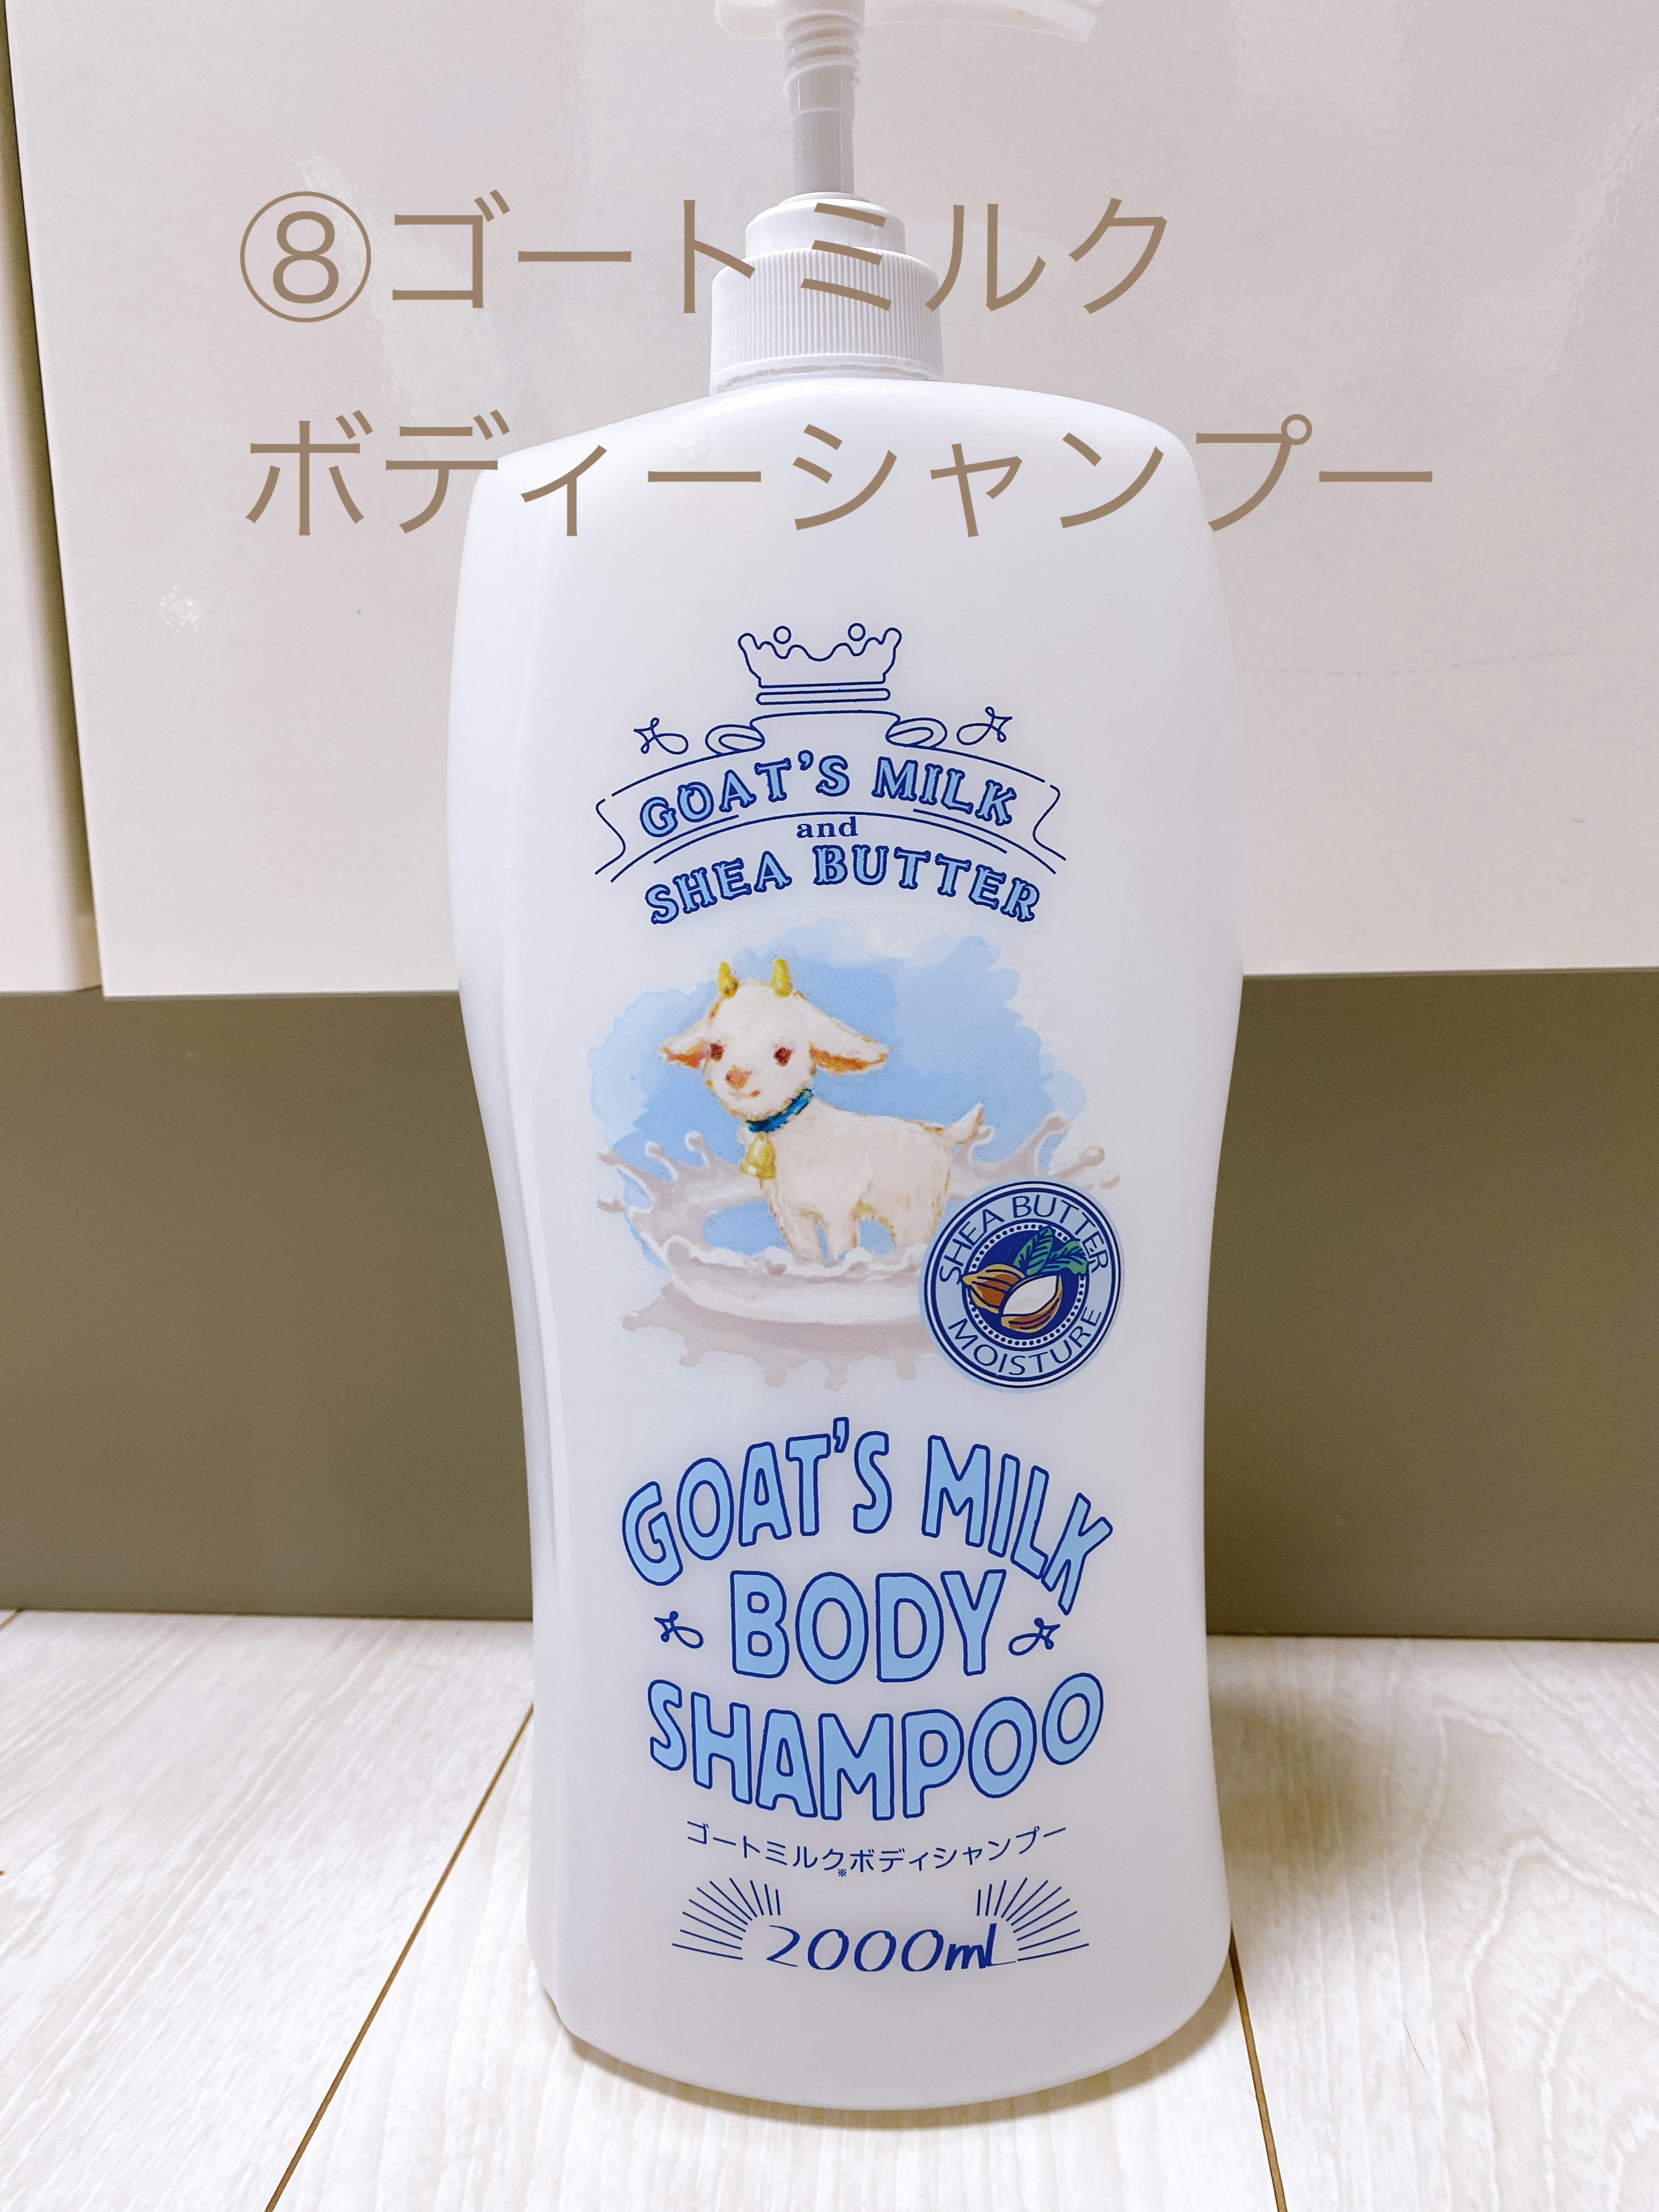 ⑧ゴートミルク
ボディーシャンプー
GOAT'S MILK
and
SHEA BUTTER
SHEA BUTTER
MOISTURE
GOAT'S MILK
BODY
SHAMPOO
ゴートミルク※ボディシャンプー
2000mL